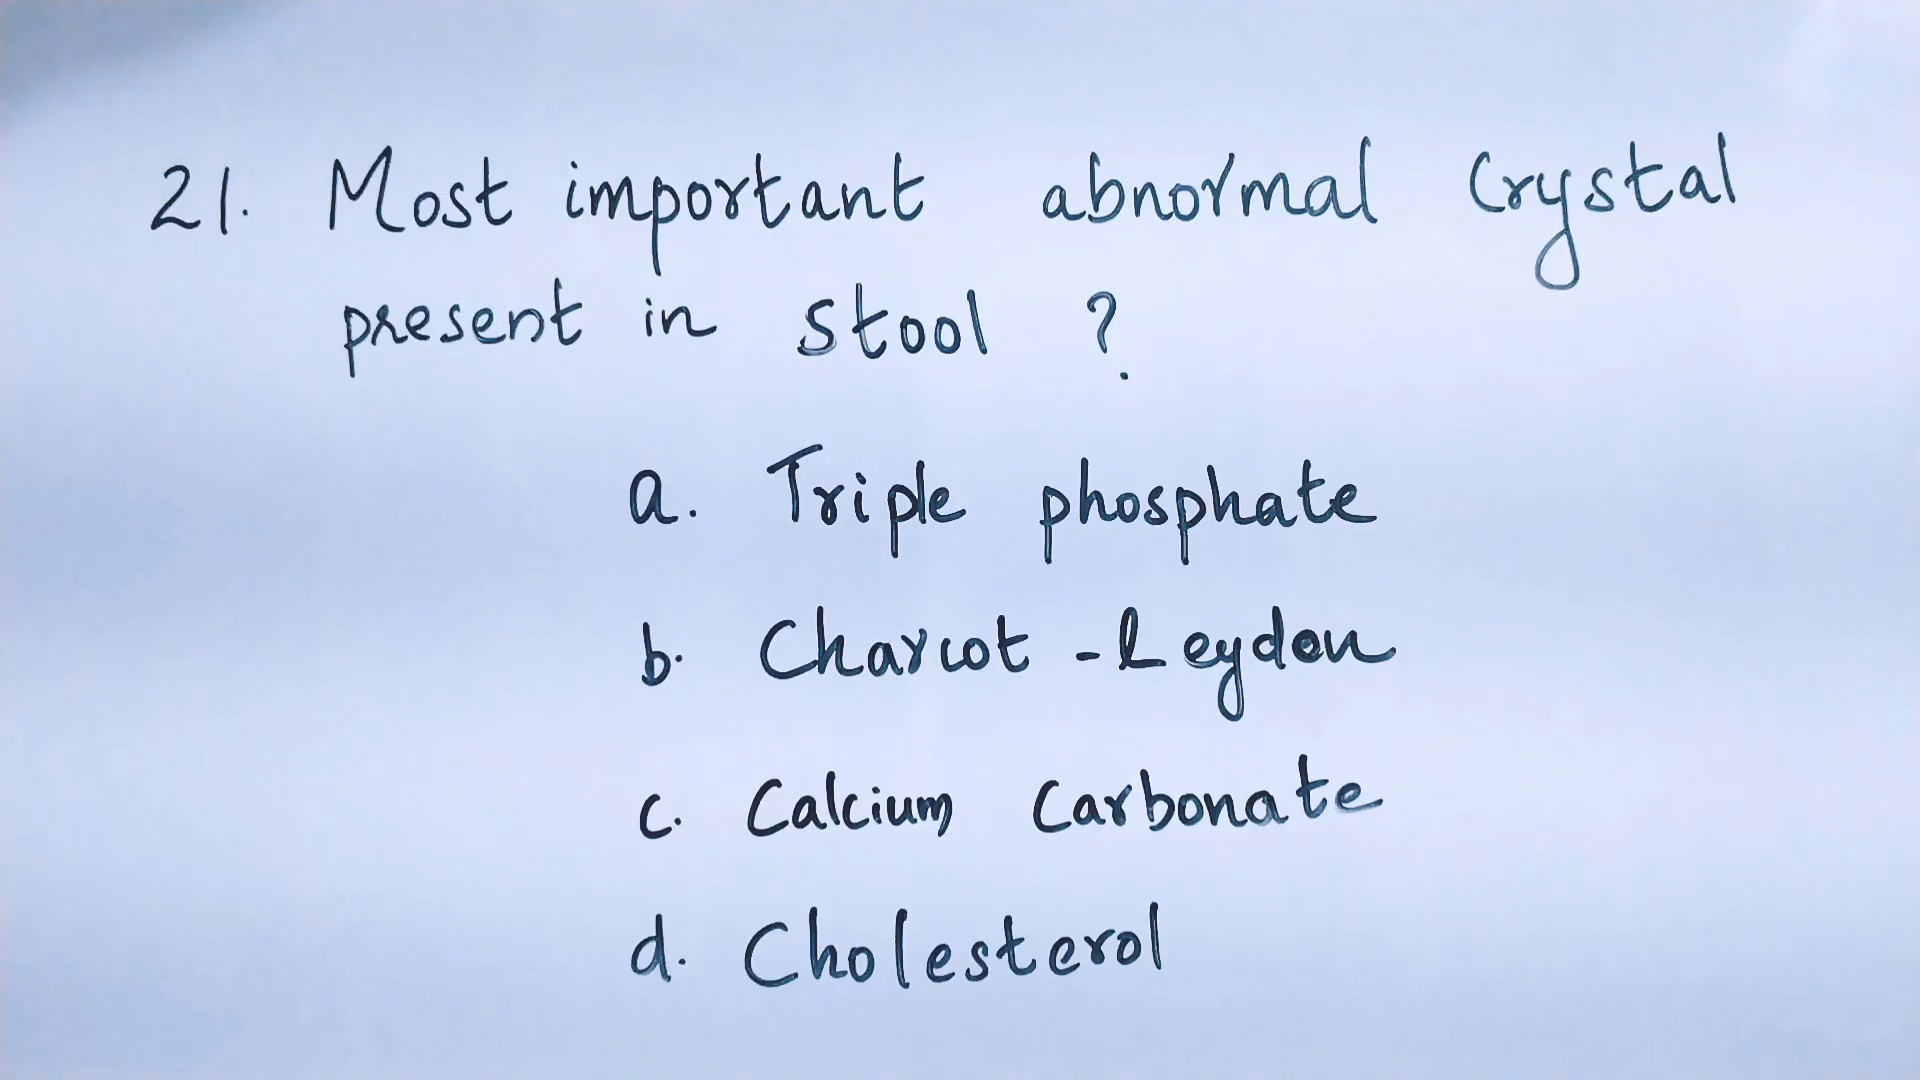 21. Most important abnormal Crystal
present in stool ?
a. Triple phosphate
b. Charcot - Leyden
c. Calcium Carbonate
d. Cholesterol